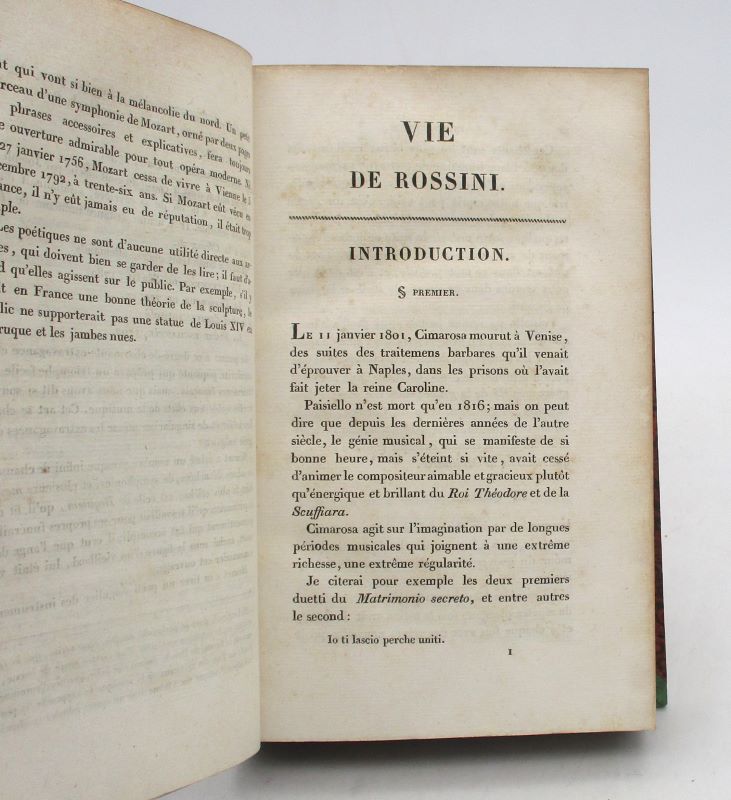 t qui vont si bien à la mélancolie du nord. Un petit
rceau d'une symphonie de Mozart, orné par deux pages
phrases accessoires et explicatives, fera toujours
e ouverture admirable pour tout opéra moderne. Né
27 janvier 1756, Mozart cessa de vivre à Vienne le 5
cembre 1792, à trente-six ans. Si Mozart eût vécu en
ance, il n'y eût jamais eu de réputation, il était trop
ple.
Les poétiques ne sont d'aucune utilité directe aux ar-
es, qui doivent bien se garder de les lire; il faut d'a-
d qu'elles agissent sur le public. Par exemple, s'il y
t en France une bonne théorie de la sculpture, le
lic ne supporterait pas une statue de Louis XIV en
ruque et les jambes nues.
VIE
DE ROSSINI.
INTRODUCTION.
§ PREMIER.
LE 11 janvier 1801, Cimarosa mourut à Venise,
des suites des traitemens barbares qu'il venait
d'éprouver à Naples, dans les prisons où l'avait
fait jeter la reine Caroline.
Paisiello n'est mort qu'en 1816; mais on peut
dire que depuis les dernières années de l'autre
siècle, le génie musical, qui se manifeste de si
bonne heure, mais s'éteint si vite, avait cessé
d'animer le compositeur aimable et gracieux plutôt
qu'énergique et brillant du Roi Théodore et de la
Scuffiara.
Cimarosa agit sur l'imagination par de longues
périodes musicales qui joignent à une extrême
richesse, une extrême régularité.
Je citerai pour exemple les deux premiers
duetti du Matrimonio secreto, et entre autres
le second :
Io ti lascio perche uniti.
1